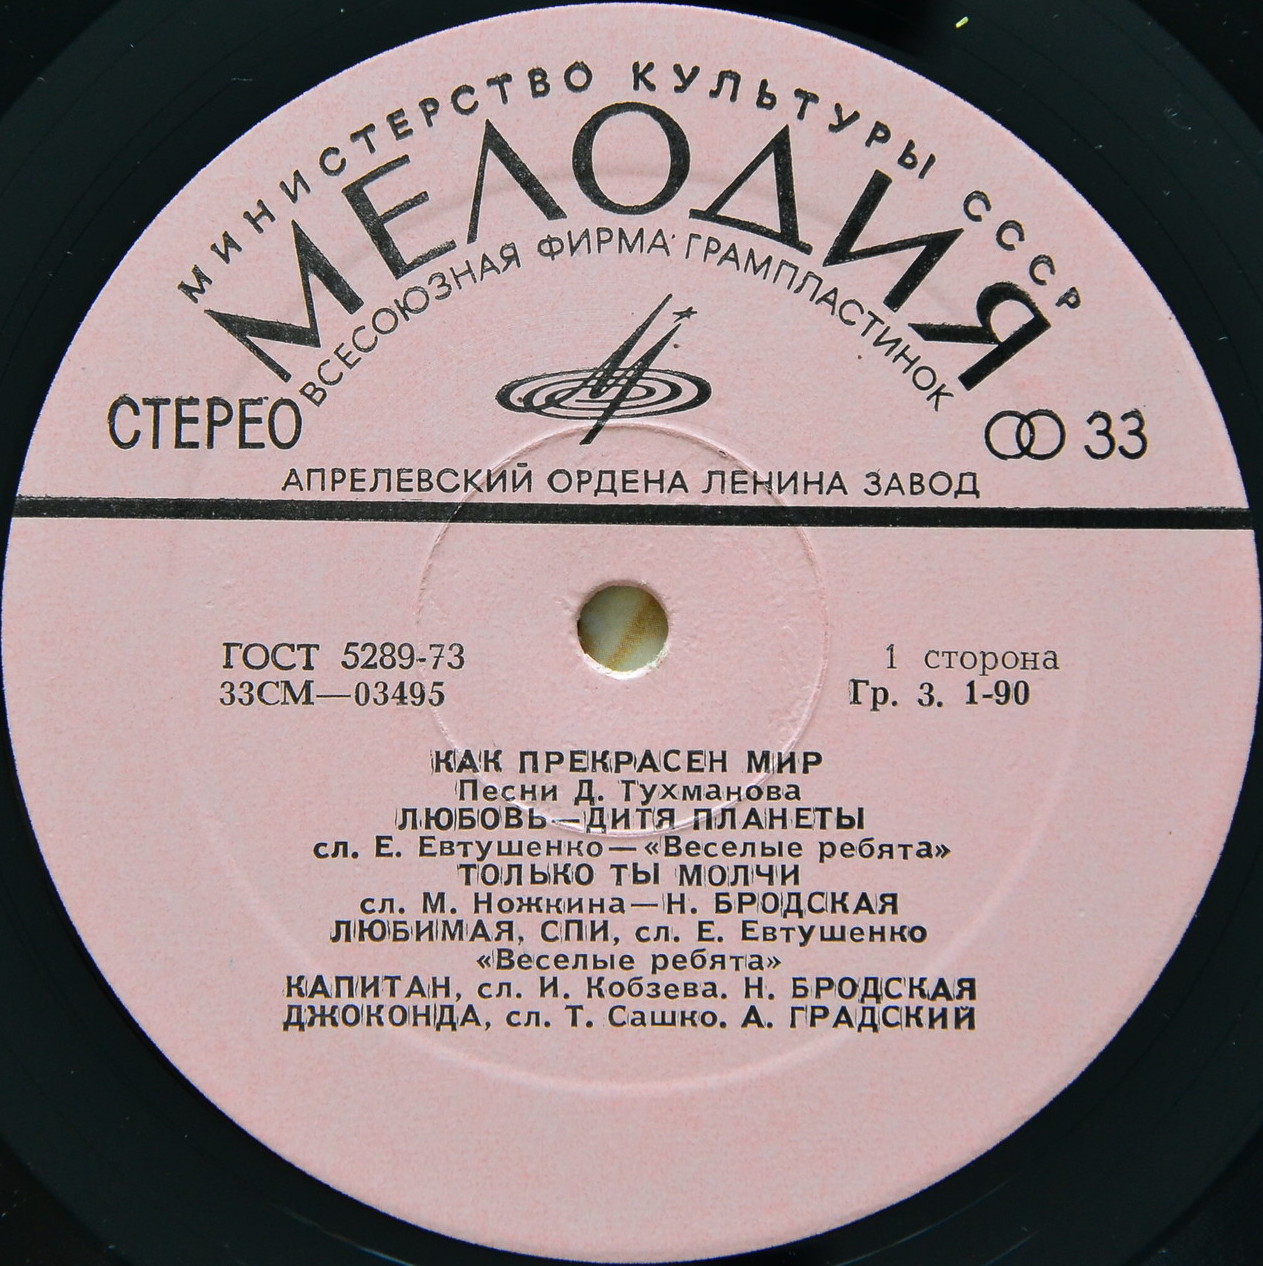 МИНИСТЕРСТВО КУЛЬТУРЫ СССР
МЕЛОДИЯ
ВСЕСОЮЗНАЯ ФИРМА ГРАМПЛАСТИНОК
СТЕРЕО
33
АПРЕЛЕВСКИЙ ОРДЕНА ЛЕНИНА ЗАВОД
ГОСТ 5289-73
33СМ—03495
1 сторона
Гр. 3. 1-90
КАК ПРЕКРАСЕН МИР
Песни Д. Тухманова
ЛЮБОВЬ—ДИТЯ ПЛАНЕТЫ
сл. Е. Евтушенко—«Веселые ребята»
ТОЛЬКО ТЫ МОЛЧИ
сл. М. Ножкина—Н. БРОДСКАЯ
ЛЮБИМАЯ, СПИ, сл. Е. Евтушенко
«Веселые ребята»
КАПИТАН, сл. И. Кобзева. Н. БРОДСКАЯ
ДЖОКОНДА, сл. Т. Сашко. А. ГРАДСКИЙ